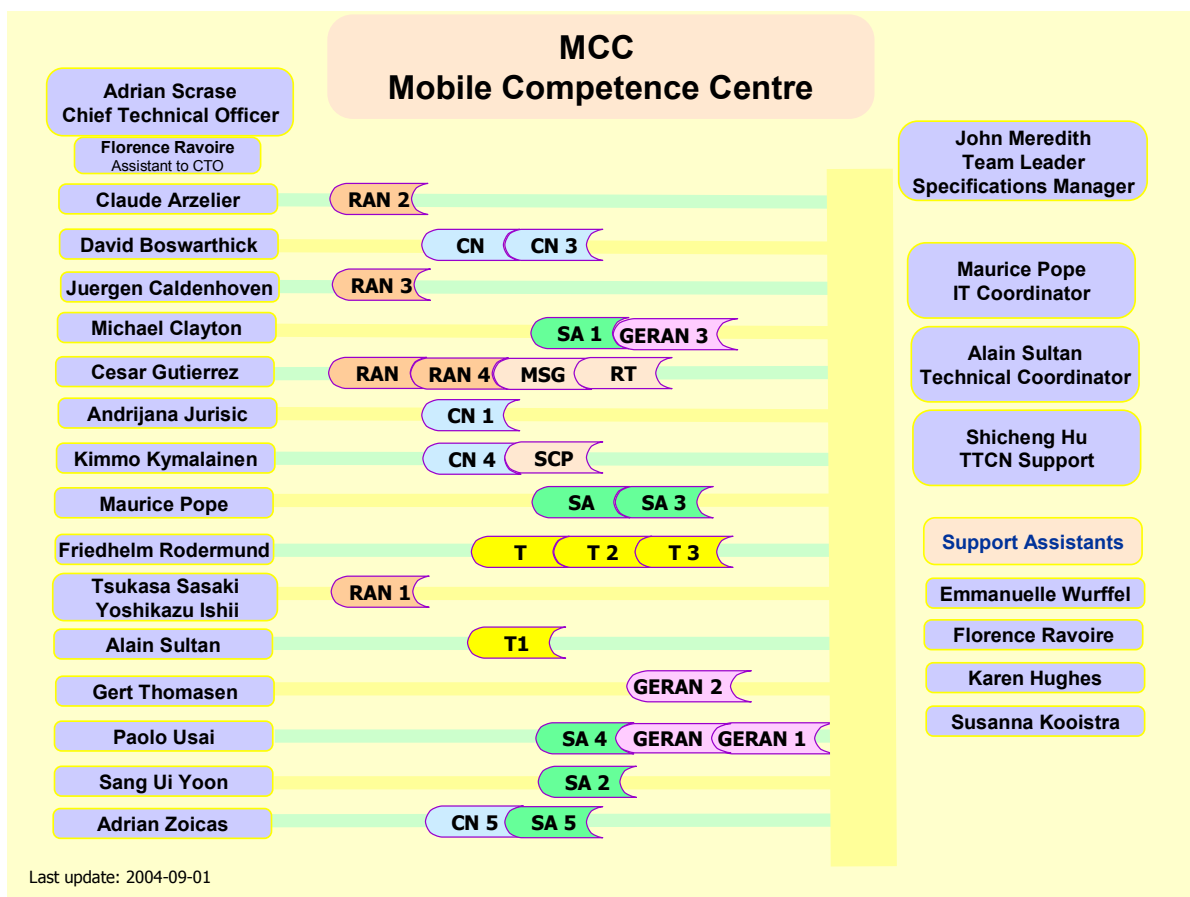 MCC
Mobile Competence Centre
Adrian Scrase
Chief Technical Officer
Florence Ravoire
Assistant to CTO
John Meredith
Team Leader
Specifications Manager
Claude Arzelier RAN 2
David Boswarthick CN CN 3
Juergen Caldenhoven RAN 3
Michael Clayton SA 1 GERAN 3
Cesar Gutierrez RAN RAN 4 MSG RT
Andrijana Jurisic CN 1
Kimmo Kymalainen CN 4 SCP
Maurice Pope SA SA 3
Friedhelm Rodermund T T 2 T 3
Tsukasa Sasaki
Yoshikazu Ishii
RAN 1
Alain Sultan T1
Gert Thomasen GERAN 2
Paolo Usai SA 4 GERAN GERAN 1
Sang Ui Yoon SA 2
Adrian Zoicas CN 5 SA 5
Maurice Pope
IT Coordinator
Alain Sultan
Technical Coordinator
Shicheng Hu
TTCN Support
Support Assistants
Emmanuelle Wurffel
Florence Ravoire
Karen Hughes
Susanna Kooistra
Last update: 2004-09-01